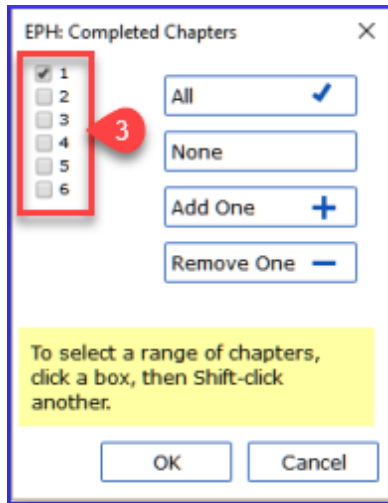 EPH: Completed Chapters
1
2
3
4
5
6
3
All
None
Add One
Remove One
To select a range of chapters,
click a box, then Shift-click
another.
OK
Cancel